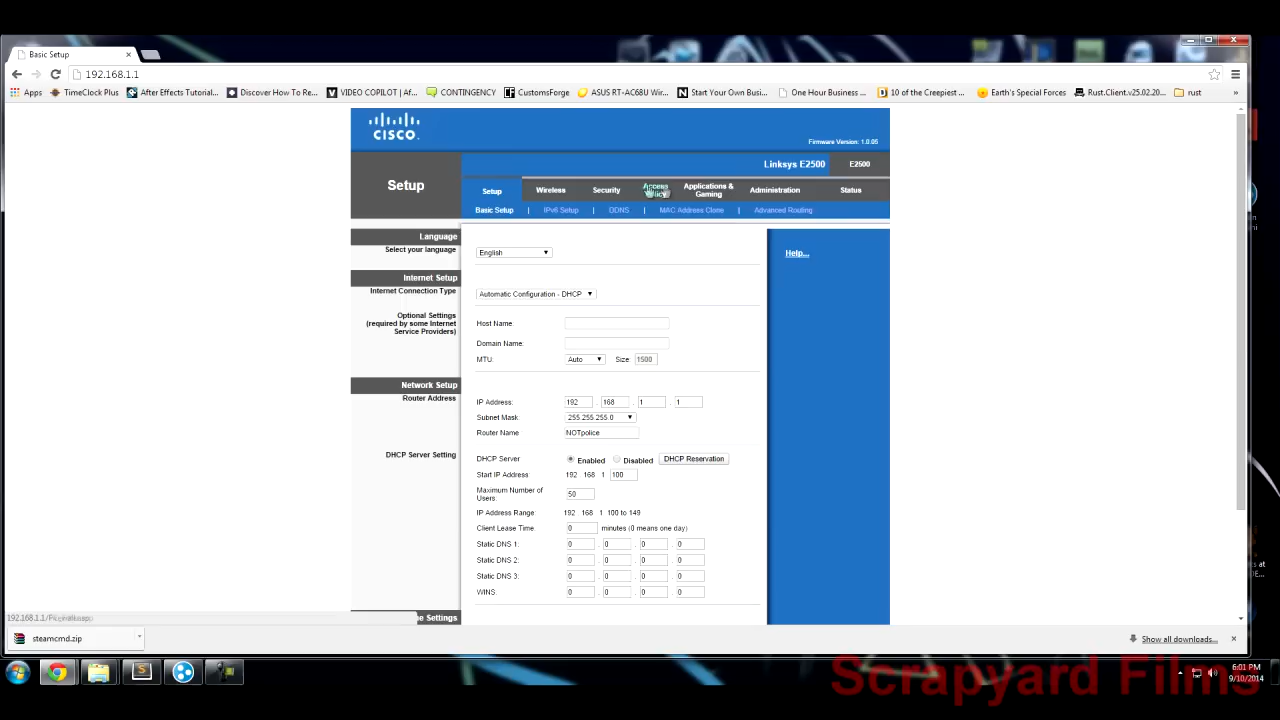 Basic Setup
192.168.1.1
Apps TimeClock Plus After Effects Tutorial... Discover How To Re... VIDEO COPILOT | Af... CONTINGENCY CustomsForge ASUS RT-AC68U Wir... Start Your Own Busi... One Hour Business ... 10 of the Creepiest ... Earth's Special Forces Rust.Client.v25.02.20... rust »
CISCO
Firmware Version: 1.0.05
Linksys E2500 E2500
Setup
Setup Wireless Security Access Policy Applications & Gaming Administration Status
Basic Setup | IPv6 Setup | DDNS | MAC Address Clone | Advanced Routing
Language
Select your language English
Help...
Internet Setup
Internet Connection Type Automatic Configuration - DHCP
Optional Settings
(required by some Internet
Service Providers)
Host Name
Domain Name:
MTU: Auto Size: 1500
Network Setup
Router Address
IP Address: 192 . 168 . 1 . 1
Subnet Mask: 255.255.255.0
Router Name NOTpolice
DHCP Server Setting
DHCP Server Enabled Disabled DHCP Reservation
Start IP Address 192 168 1 100
Maximum Number of
Users: 50
IP Address Range: 192 168 1 100 to 149
Client Lease Time: 0 minutes (0 means one day)
Static DNS 1: 0 . 0 . 0 . 0
Static DNS 2: 0 . 0 . 0 . 0
Static DNS 3: 0 . 0 . 0 . 0
WINS: 0 . 0 . 0 . 0
e Settings
steamcmd.zip
Show all downloads...
6:01 PM
9/10/2014
Scrapyard Films